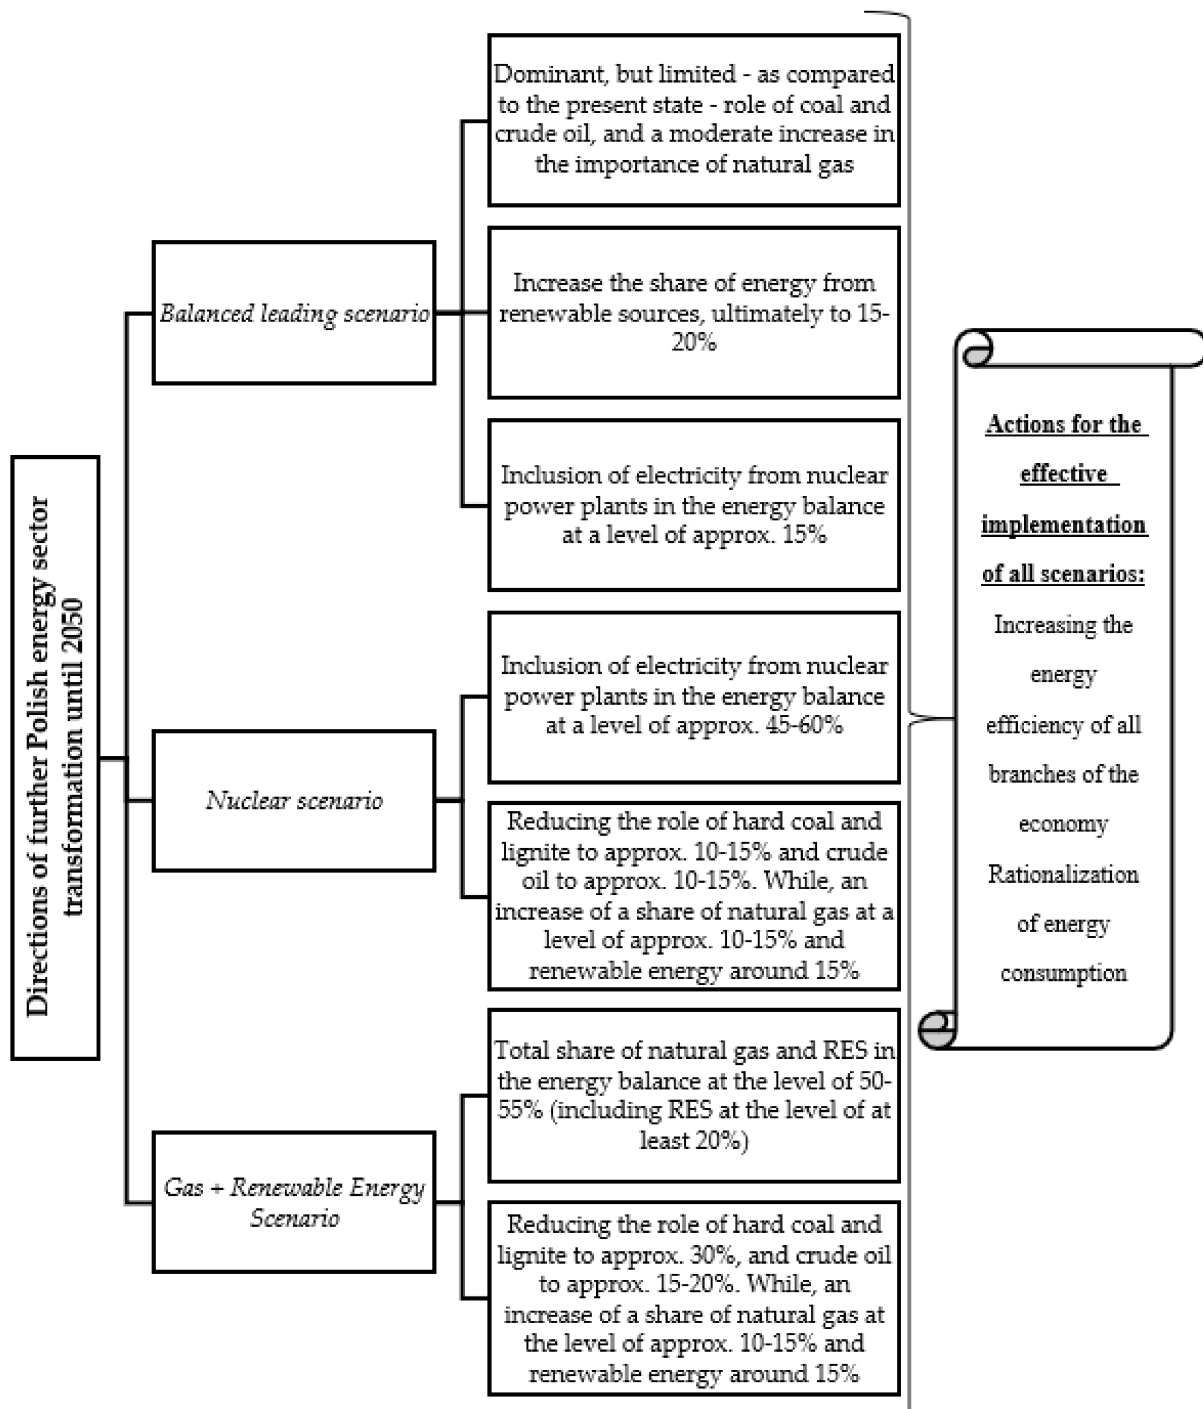 Directions of further Polish energy sector
transformation until 2050
Balanced leading scenario
Dominant, but limited - as compared
to the present state - role of coal and
crude oil, and a moderate increase in
the importance of natural gas
Increase the share of energy from
renewable sources, ultimately to 15-
20%
Inclusion of electricity from nuclear
power plants in the energy balance
at a level of approx. 15%
Nuclear scenario
Inclusion of electricity from nuclear
power plants in the energy balance
at a level of approx. 45-60%
Reducing the role of hard coal and
lignite to approx. 10-15% and crude
oil to approx. 10-15%. While, an
increase of a share of natural gas at a
level of approx. 10-15% and
renewable energy around 15%
Gas + Renewable Energy
Scenario
Total share of natural gas and RES in
the energy balance at the level of 50-
55% (including RES at the level of at
least 20%)
Reducing the role of hard coal and
lignite to approx. 30%, and crude oil
to approx. 15-20%. While, an
increase of a share of natural gas at
the level of approx. 10-15% and
renewable energy around 15%
Actions for the
effective
implementation
of all scenarios:
Increasing the
energy
efficiency of all
branches of the
economy
Rationalization
of energy
consumption